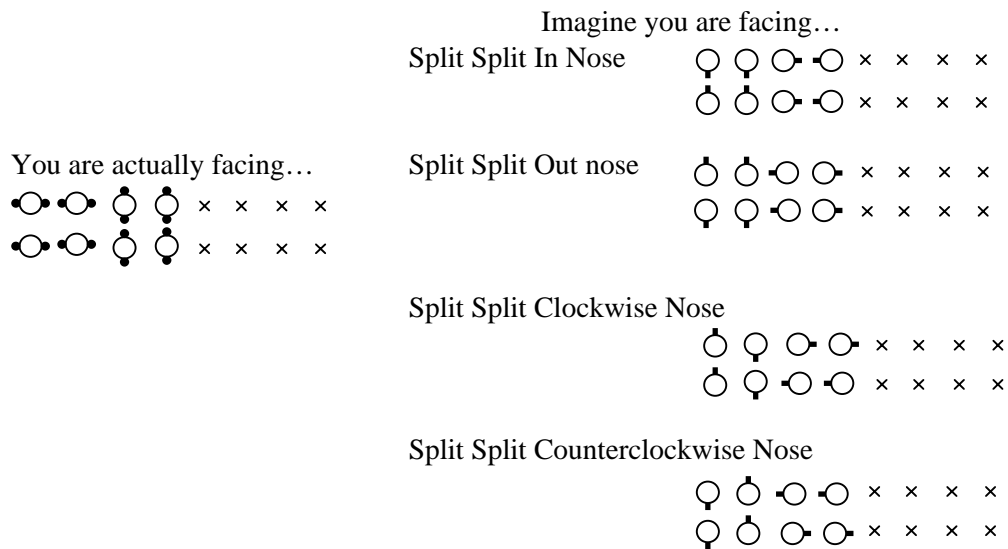 Imagine you are facing…
Split Split In Nose
You are actually facing…
Split Split Out nose
Split Split Clockwise Nose
Split Split Counterclockwise Nose